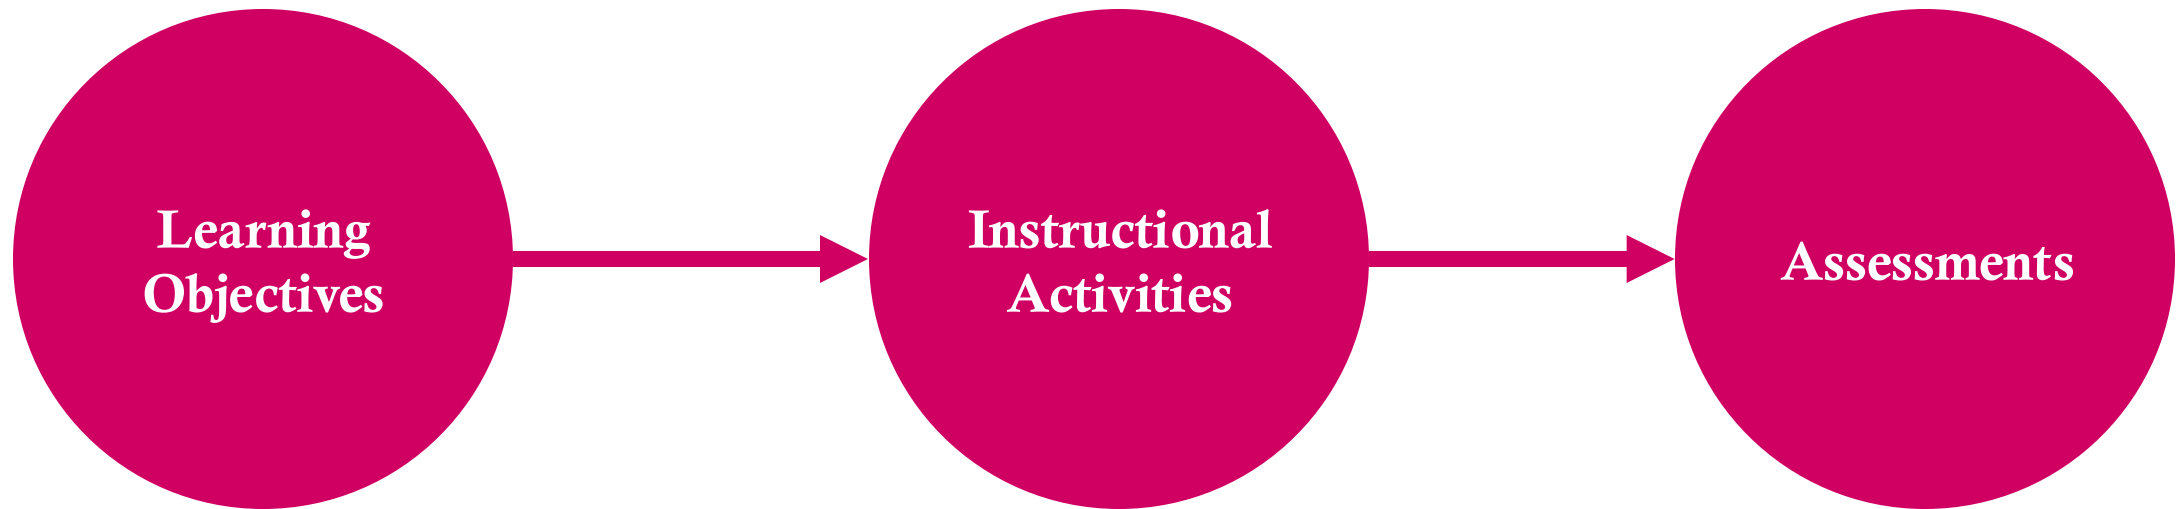 Learning
Objectives
Instructional
Activities
Assessments